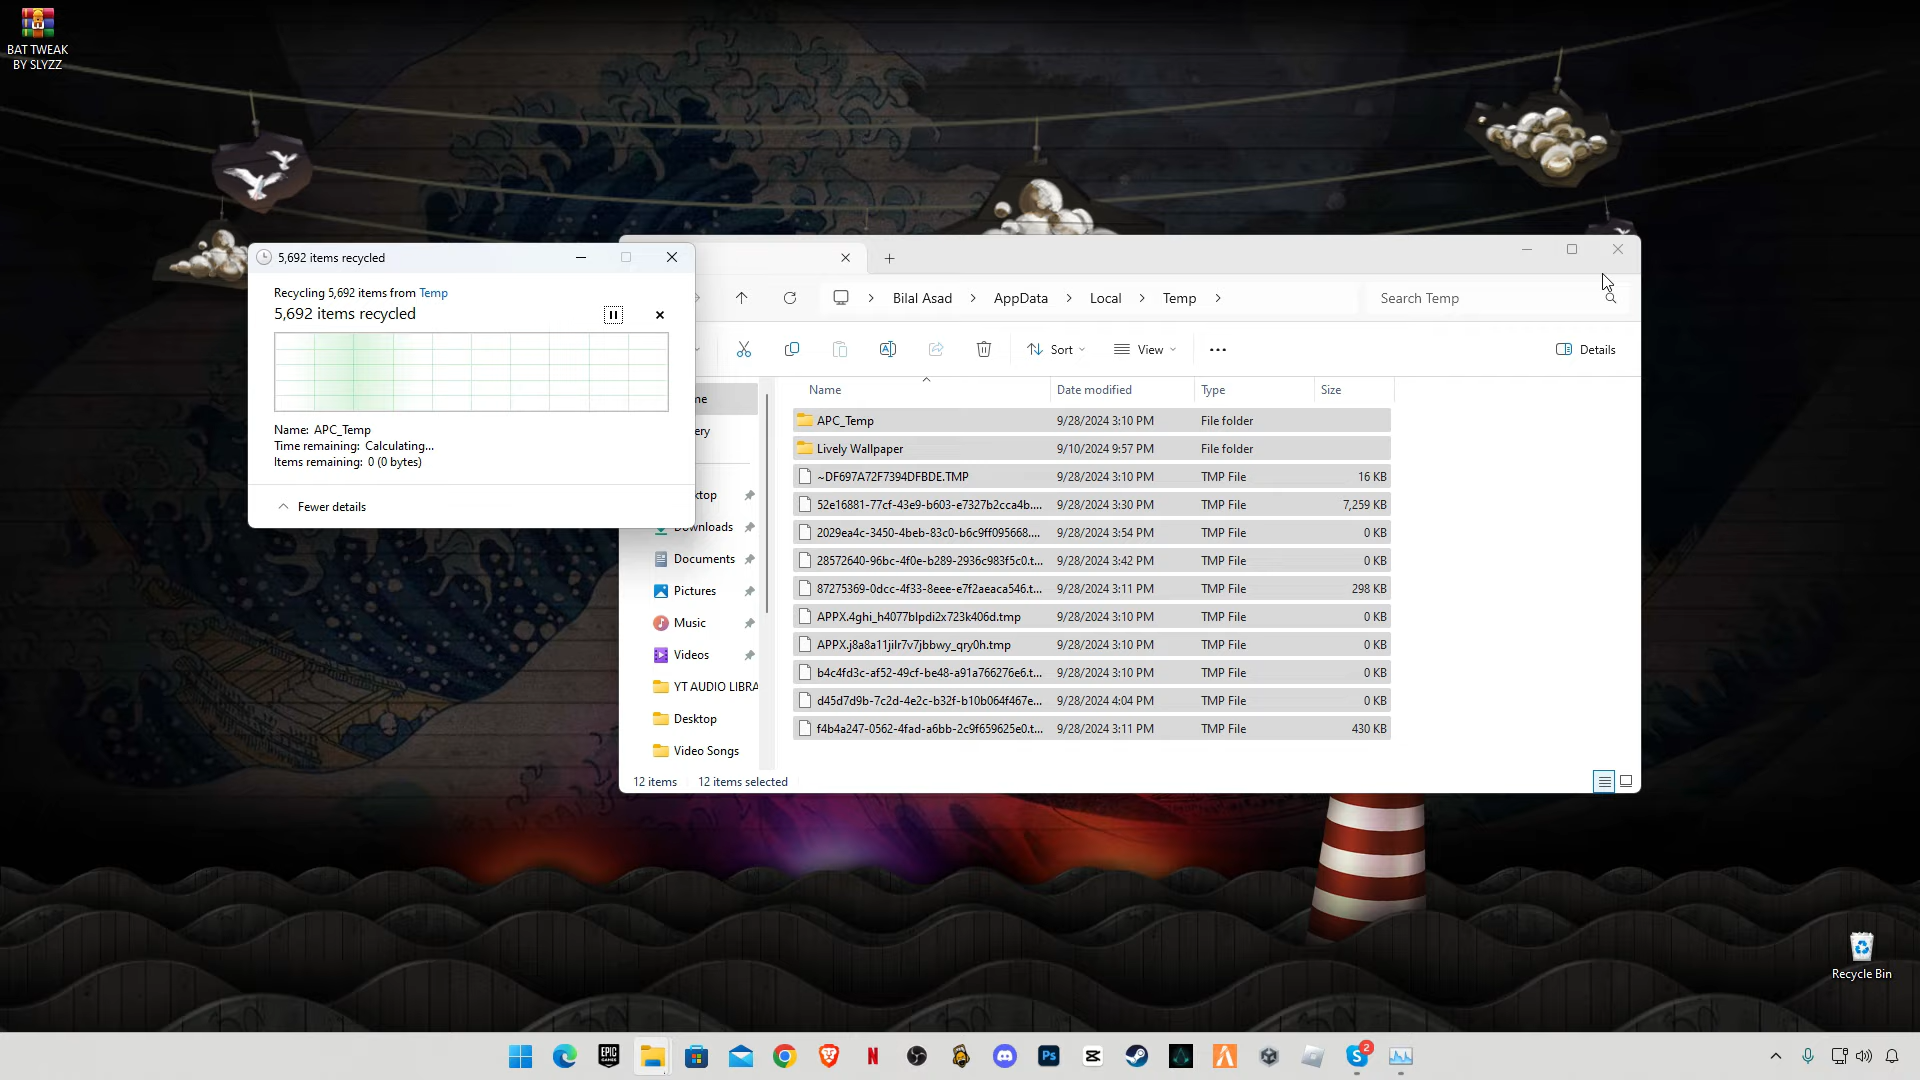 BAT TWEAK
BY SLYZZ
5,692 items recycled
Recycling 5,692 items from Temp
5,692 items recycled
Name: APC_Temp
Time remaining: Calculating...
Items remaining: 0 (0 bytes)
Fewer details
Bilal Asad > AppData > Local > Temp >
Search Temp
Sort
View
Details
Name Date modified Type Size
APC_Temp 9/28/2024 3:10 PM File folder
Lively Wallpaper 9/10/2024 9:57 PM File folder
~DF697A72F7394DFBDE.TMP 9/28/2024 3:10 PM TMP File 16 KB
52e16881-77cf-43e9-b603-e7327b2cca4b.... 9/28/2024 3:30 PM TMP File 7,259 KB
2029ea4c-3450-4beb-83c0-b6c9ff095668.... 9/28/2024 3:54 PM TMP File 0 KB
28572640-96bc-4f0e-b289-2936c983f5c0.t... 9/28/2024 3:42 PM TMP File 0 KB
87275369-0dcc-4f33-8eee-e7f2aeaca546.t... 9/28/2024 3:11 PM TMP File 298 KB
APPX.4ghi_h4077blpdi2x723k406d.tmp 9/28/2024 3:10 PM TMP File 0 KB
APPX.j8a8a11jilr7v7jbbwy_qry0h.tmp 9/28/2024 3:10 PM TMP File 0 KB
b4c4fd3c-af52-49cf-be48-a91a766276e6.t... 9/28/2024 3:10 PM TMP File 0 KB
d45d7d9b-7c2d-4e2c-b32f-b10b064f467e... 9/28/2024 4:04 PM TMP File 0 KB
f4b4a247-0562-4fad-a6bb-2c9f659625e0.t... 9/28/2024 3:11 PM TMP File 430 KB
me
ery
ktop
Downloads
Documents
Pictures
Music
Videos
YT AUDIO LIBRA
Desktop
Video Songs
12 items 12 items selected
Recycle Bin
EPIC GAMES
N
Ps
S
2